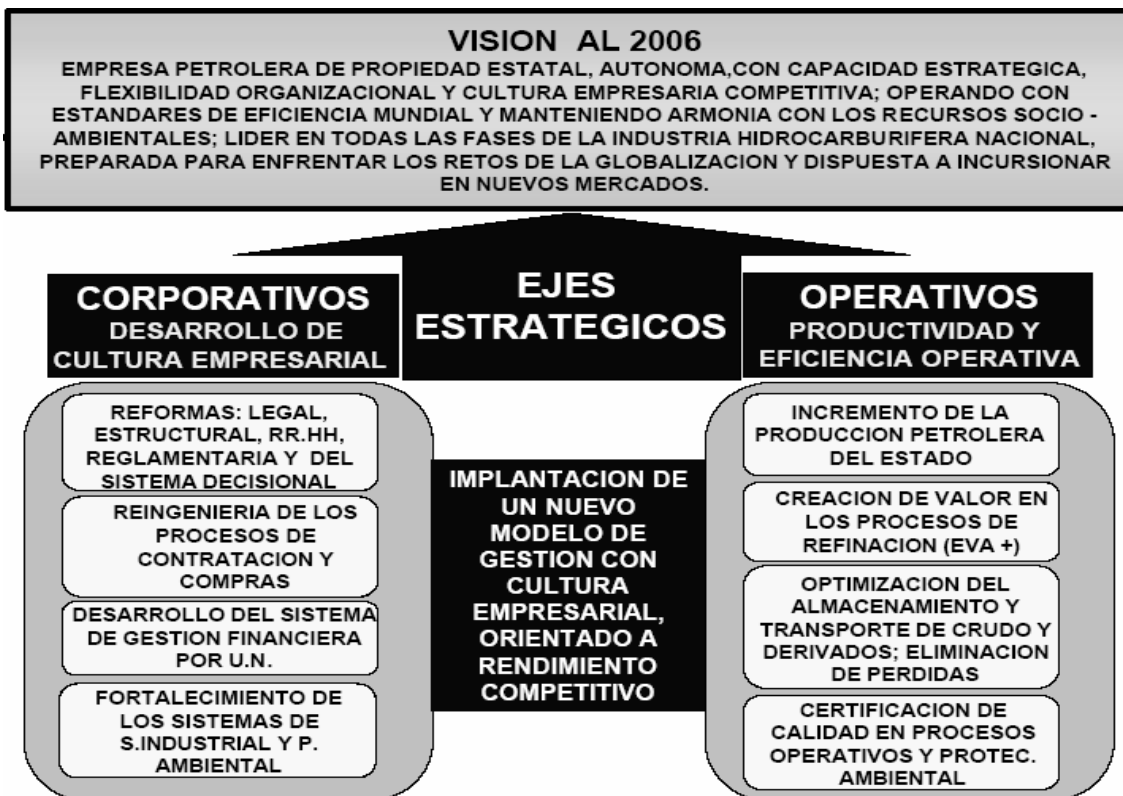 VISION AL 2006
EMPRESA PETROLERA DE PROPIEDAD ESTATAL, AUTONOMA,CON CAPACIDAD ESTRATEGICA,
FLEXIBILIDAD ORGANIZACIONAL Y CULTURA EMPRESARIA COMPETITIVA; OPERANDO CON
ESTANDARES DE EFICIENCIA MUNDIAL Y MANTENIENDO ARMONIA CON LOS RECURSOS SOCIO -
AMBIENTALES; LIDER EN TODAS LAS FASES DE LA INDUSTRIA HIDROCARBURIFERA NACIONAL,
PREPARADA PARA ENFRENTAR LOS RETOS DE LA GLOBALIZACION Y DISPUESTA A INCURSIONAR
EN NUEVOS MERCADOS.
CORPORATIVOS
DESARROLLO DE
CULTURA EMPRESARIAL
EJES
ESTRATEGICOS
OPERATIVOS
PRODUCTIVIDAD Y
EFICIENCIA OPERATIVA
REFORMAS: LEGAL,
ESTRUCTURAL, RR.HH,
REGLAMENTARIA Y DEL
SISTEMA DECISIONAL
REINGENIERIA DE LOS
PROCESOS DE
CONTRATACION Y
COMPRAS
DESARROLLO DEL SISTEMA
DE GESTION FINANCIERA
POR U.N.
FORTALECIMIENTO DE
LOS SISTEMAS DE
S.INDUSTRIAL Y P.
AMBIENTAL
IMPLANTACION DE
UN NUEVO
MODELO DE
GESTION CON
CULTURA
EMPRESARIAL,
ORIENTADO A
RENDIMIENTO
COMPETITIVO
INCREMENTO DE LA
PRODUCCION PETROLERA
DEL ESTADO
CREACION DE VALOR EN
LOS PROCESOS DE
REFINACION (EVA +)
OPTIMIZACION DEL
ALMACENAMIENTO Y
TRANSPORTE DE CRUDO Y
DERIVADOS; ELIMINACION
DE PERDIDAS
CERTIFICACION DE
CALIDAD EN PROCESOS
OPERATIVOS Y PROTEC.
AMBIENTAL